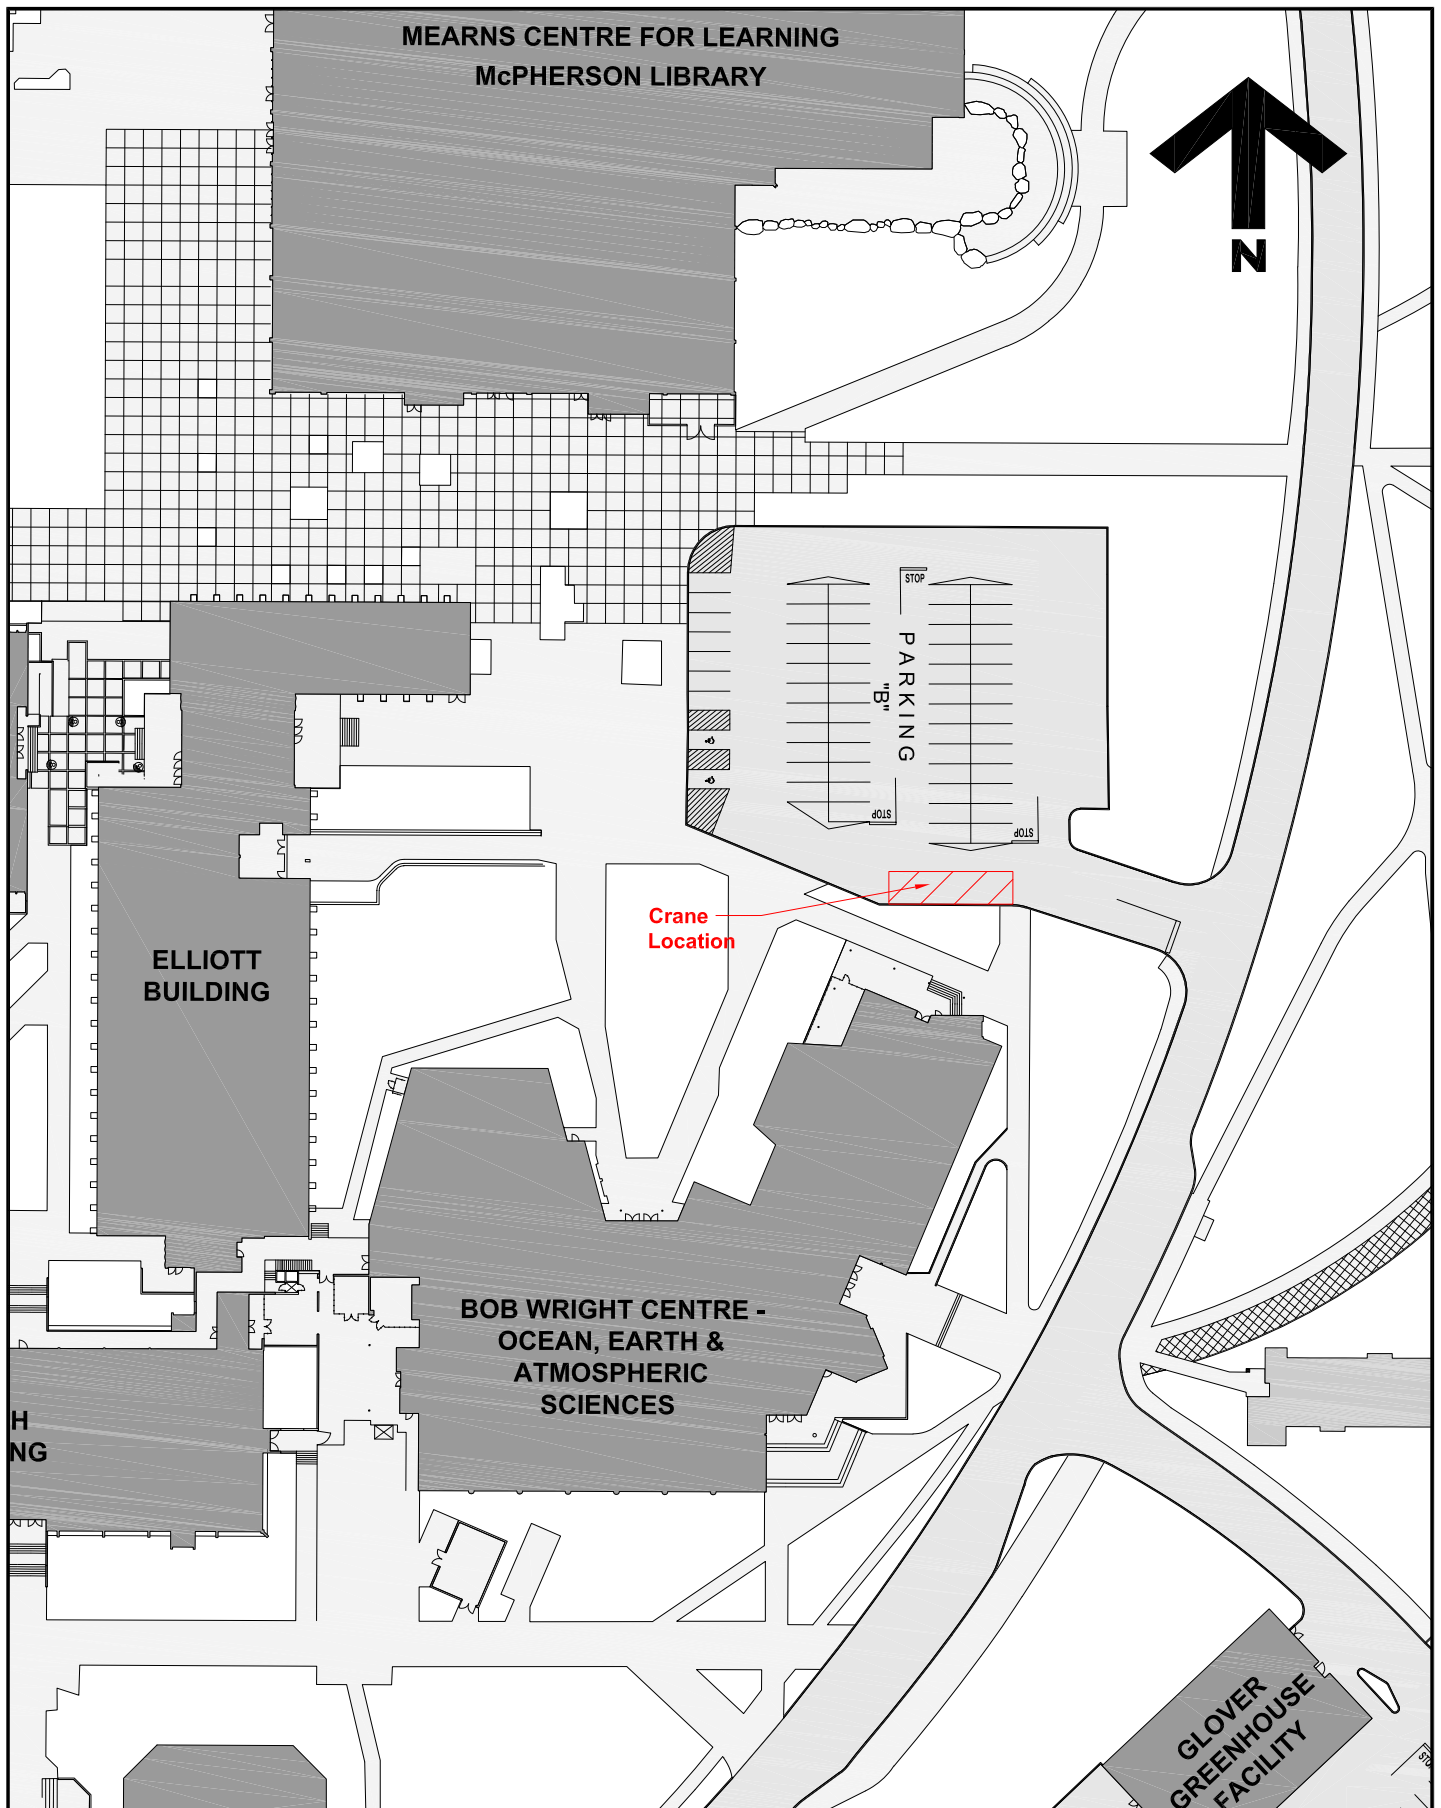 MEARNS CENTRE FOR LEARNING
McPHERSON LIBRARY
N
STOP
PARKING
"B"
STOP
STOP
Crane
Location
ELLIOTT
BUILDING
BOB WRIGHT CENTRE -
OCEAN, EARTH &
ATMOSPHERIC
SCIENCES
H
NG
GLOVER
GREENHOUSE
FACILITY